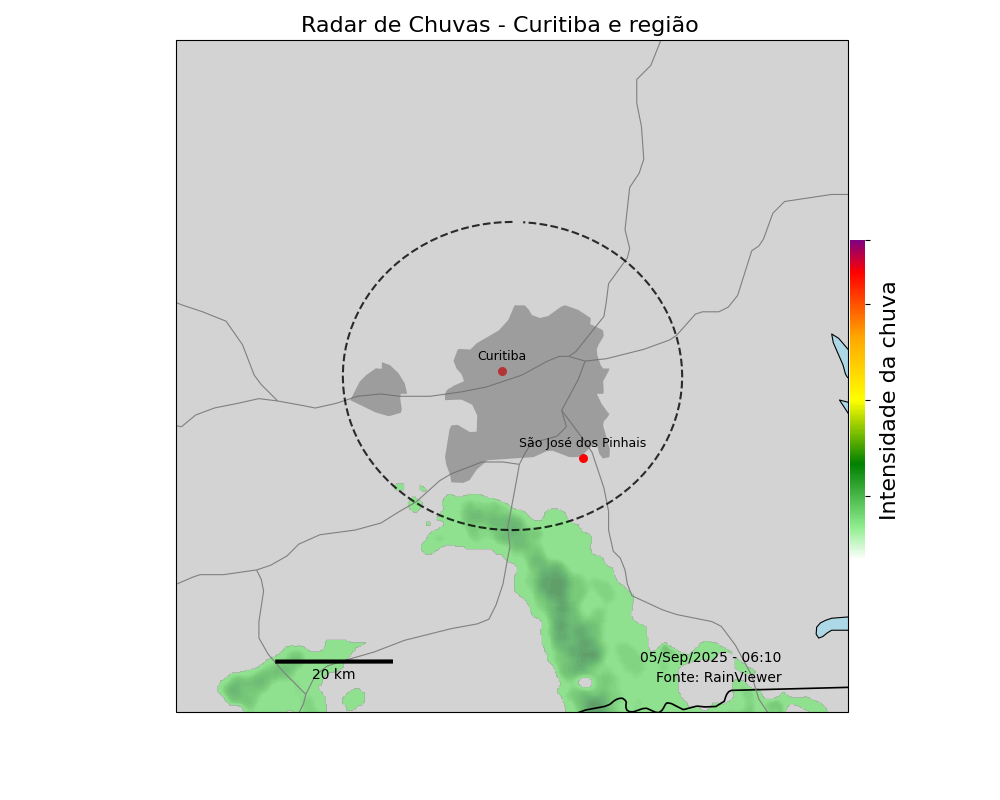 Radar de Chuvas - Curitiba e região
Curitiba
São José dos Pinhais
Intensidade da chuva
05/Sep/2025 - 06:10
20 km
Fonte: RainViewer